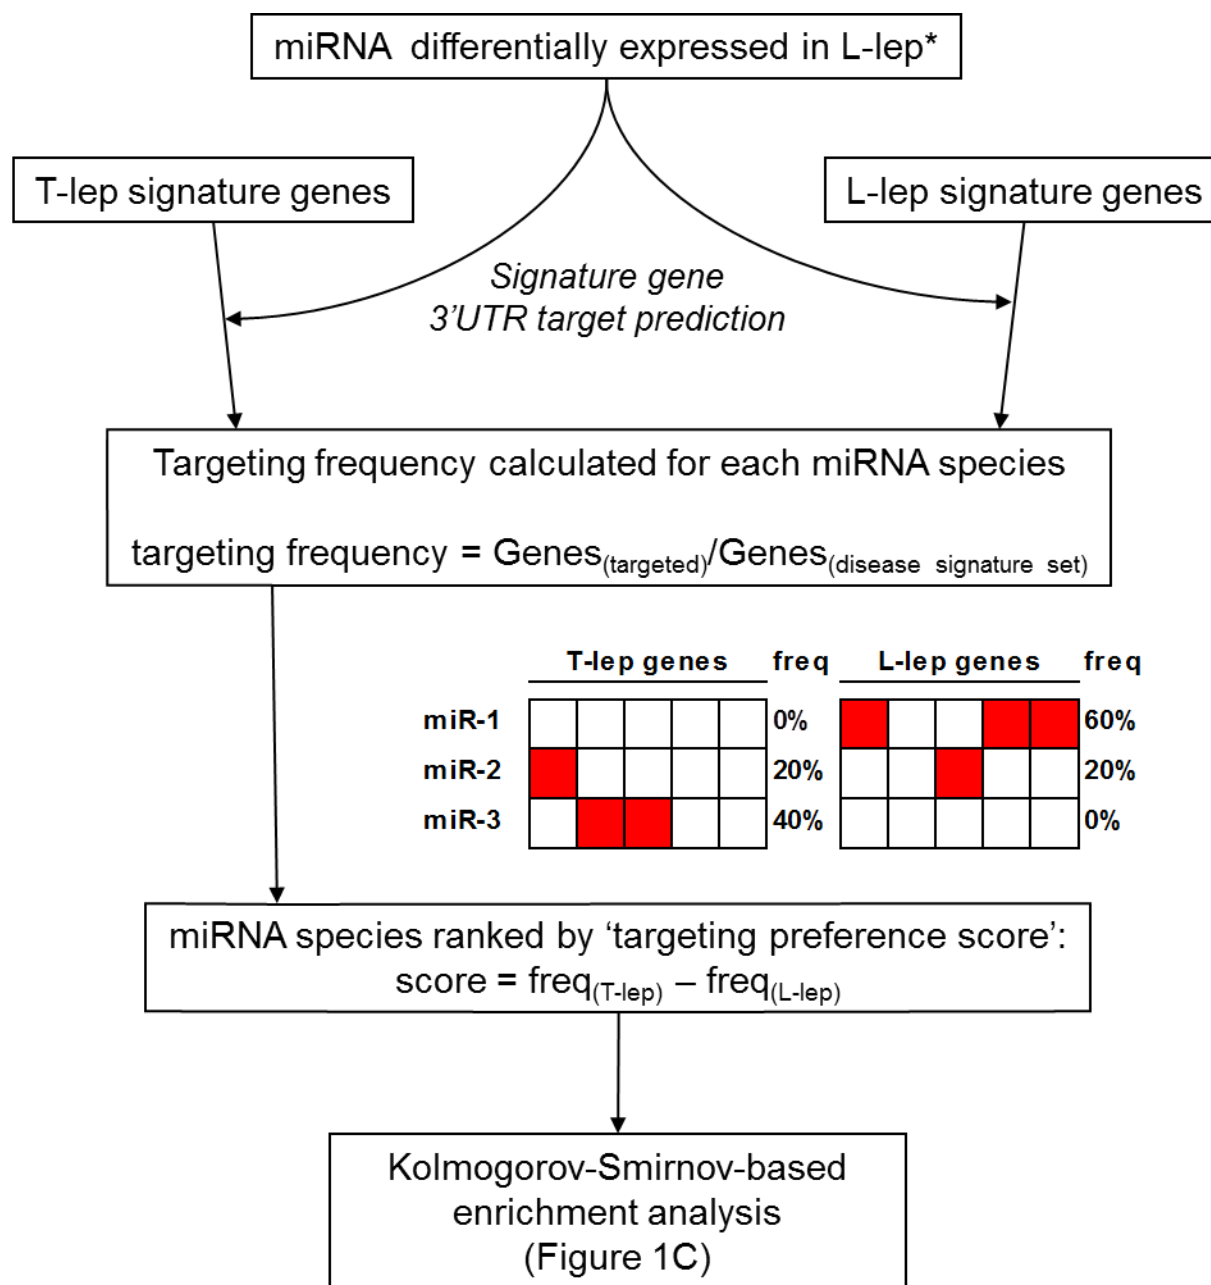 miRNA differentially expressed in L-lep*
T-lep signature genes
L-lep signature genes
Signature gene
3’UTR target prediction
Targeting frequency calculated for each miRNA species
targeting frequency = Genes(targeted)/Genes(disease signature set)
T-lep genes freq L-lep genes freq
miR-1 0% 60%
miR-2 20% 20%
miR-3 40% 0%
miRNA species ranked by ‘targeting preference score’:
score = freq(T-lep) – freq(L-lep)
Kolmogorov-Smirnov-based
enrichment analysis
(Figure 1C)